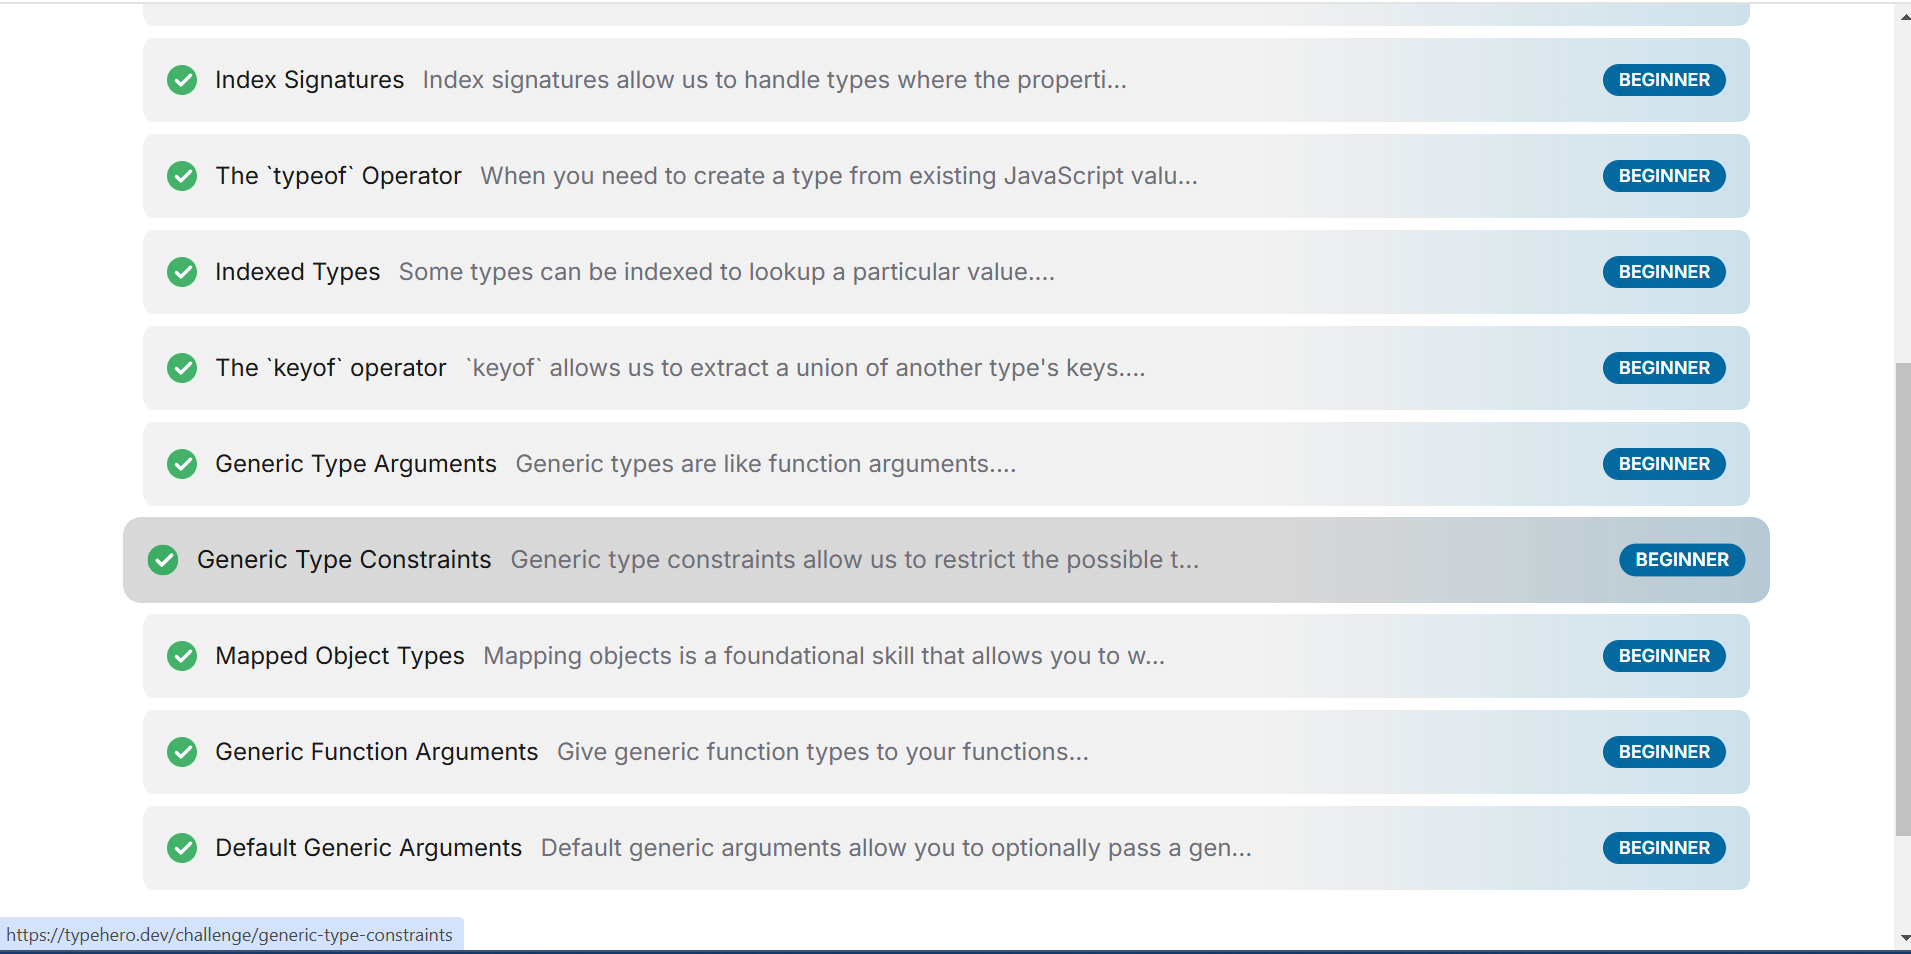 Index Signatures Index signatures allow us to handle types where the properti... BEGINNER
The `typeof` Operator When you need to create a type from existing JavaScript valu... BEGINNER
Indexed Types Some types can be indexed to lookup a particular value.... BEGINNER
The `keyof` operator `keyof` allows us to extract a union of another type's keys.... BEGINNER
Generic Type Arguments Generic types are like function arguments.... BEGINNER
Generic Type Constraints Generic type constraints allow us to restrict the possible t... BEGINNER
Mapped Object Types Mapping objects is a foundational skill that allows you to w... BEGINNER
Generic Function Arguments Give generic function types to your functions... BEGINNER
Default Generic Arguments Default generic arguments allow you to optionally pass a gen... BEGINNER
https://typehero.dev/challenge/generic-type-constraints